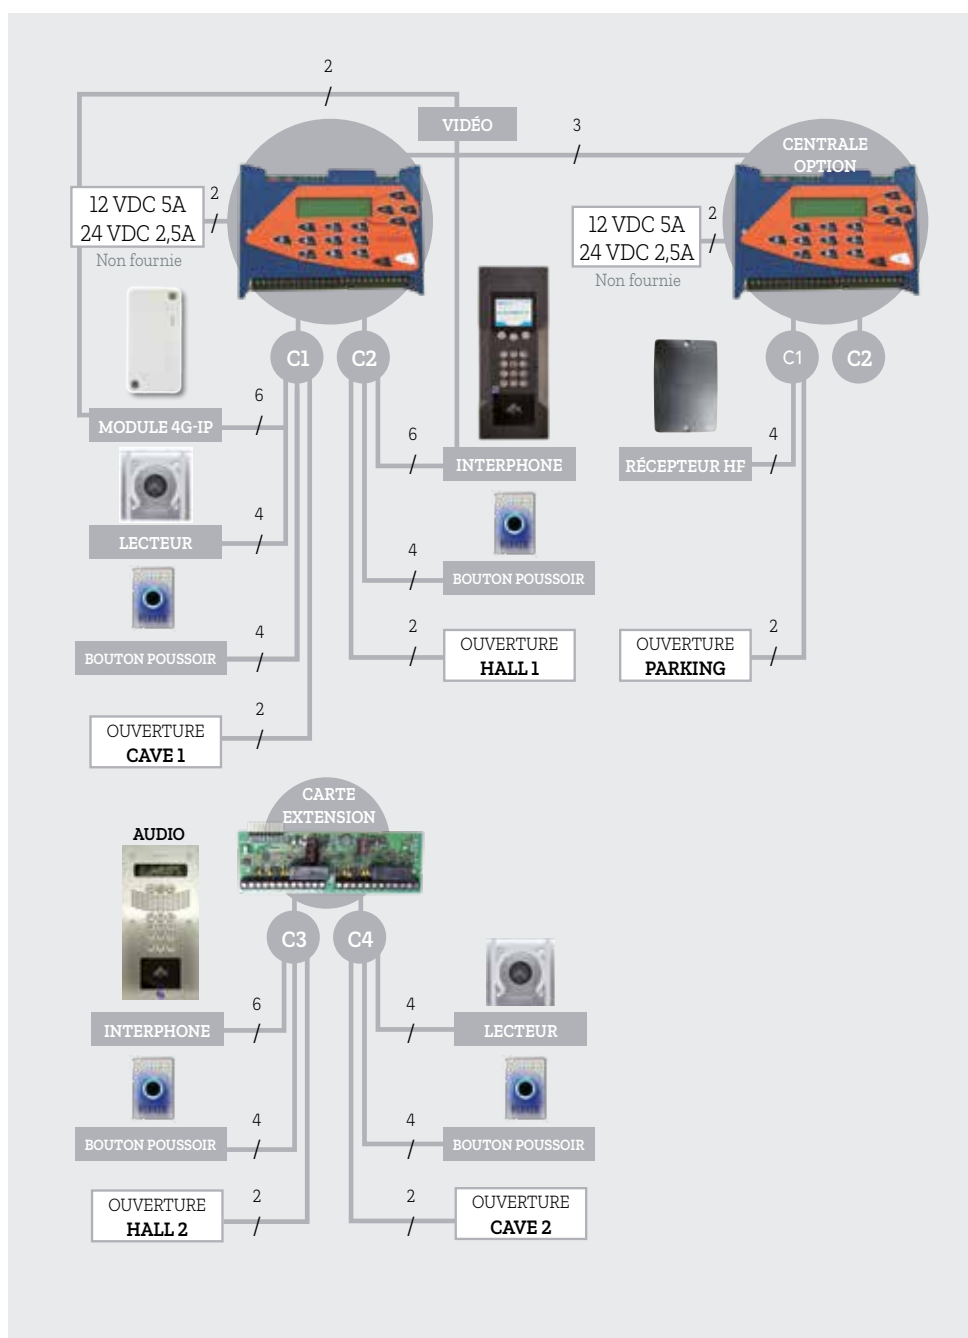 2
VIDÉO
3
CENTRALE
OPTION
12 VDC 5A
24 VDC 2,5A
2
Non fournie
12 VDC 5A
24 VDC 2,5A
2
Non fournie
C1
C2
C1
C2
MODULE 4G-IP
6
INTERPHONE
6
RÉCEPTEUR HF
4
LECTEUR
4
BOUTON POUSSOIR
4
BOUTON POUSSOIR
4
OUVERTURE
HALL 1
2
OUVERTURE
PARKING
2
OUVERTURE
CAVE 1
2
CARTE
EXTENSION
AUDIO
C3
C4
INTERPHONE
6
4
LECTEUR
BOUTON POUSSOIR
4
4
BOUTON POUSSOIR
OUVERTURE
HALL 2
2
2
OUVERTURE
CAVE 2